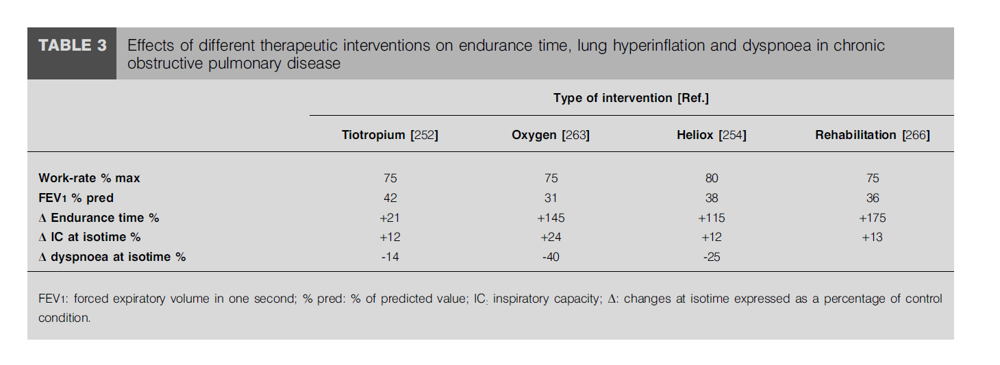 TABLE 3 Effects of different therapeutic interventions on endurance time, lung hyperinflation and dyspnoea in chronic
obstructive pulmonary disease
Type of intervention [Ref.]
Tiotropium [252] Oxygen [263] Heliox [254] Rehabilitation [266]
Work-rate % max 75 75 80 75
FEV1 % pred 42 31 38 36
Δ Endurance time % +21 +145 +115 +175
Δ IC at isotime % +12 +24 +12 +13
Δ dyspnoea at isotime % -14 -40 -25
FEV1: forced expiratory volume in one second; % pred: % of predicted value; IC: inspiratory capacity; Δ: changes at isotime expressed as a percentage of control
condition.